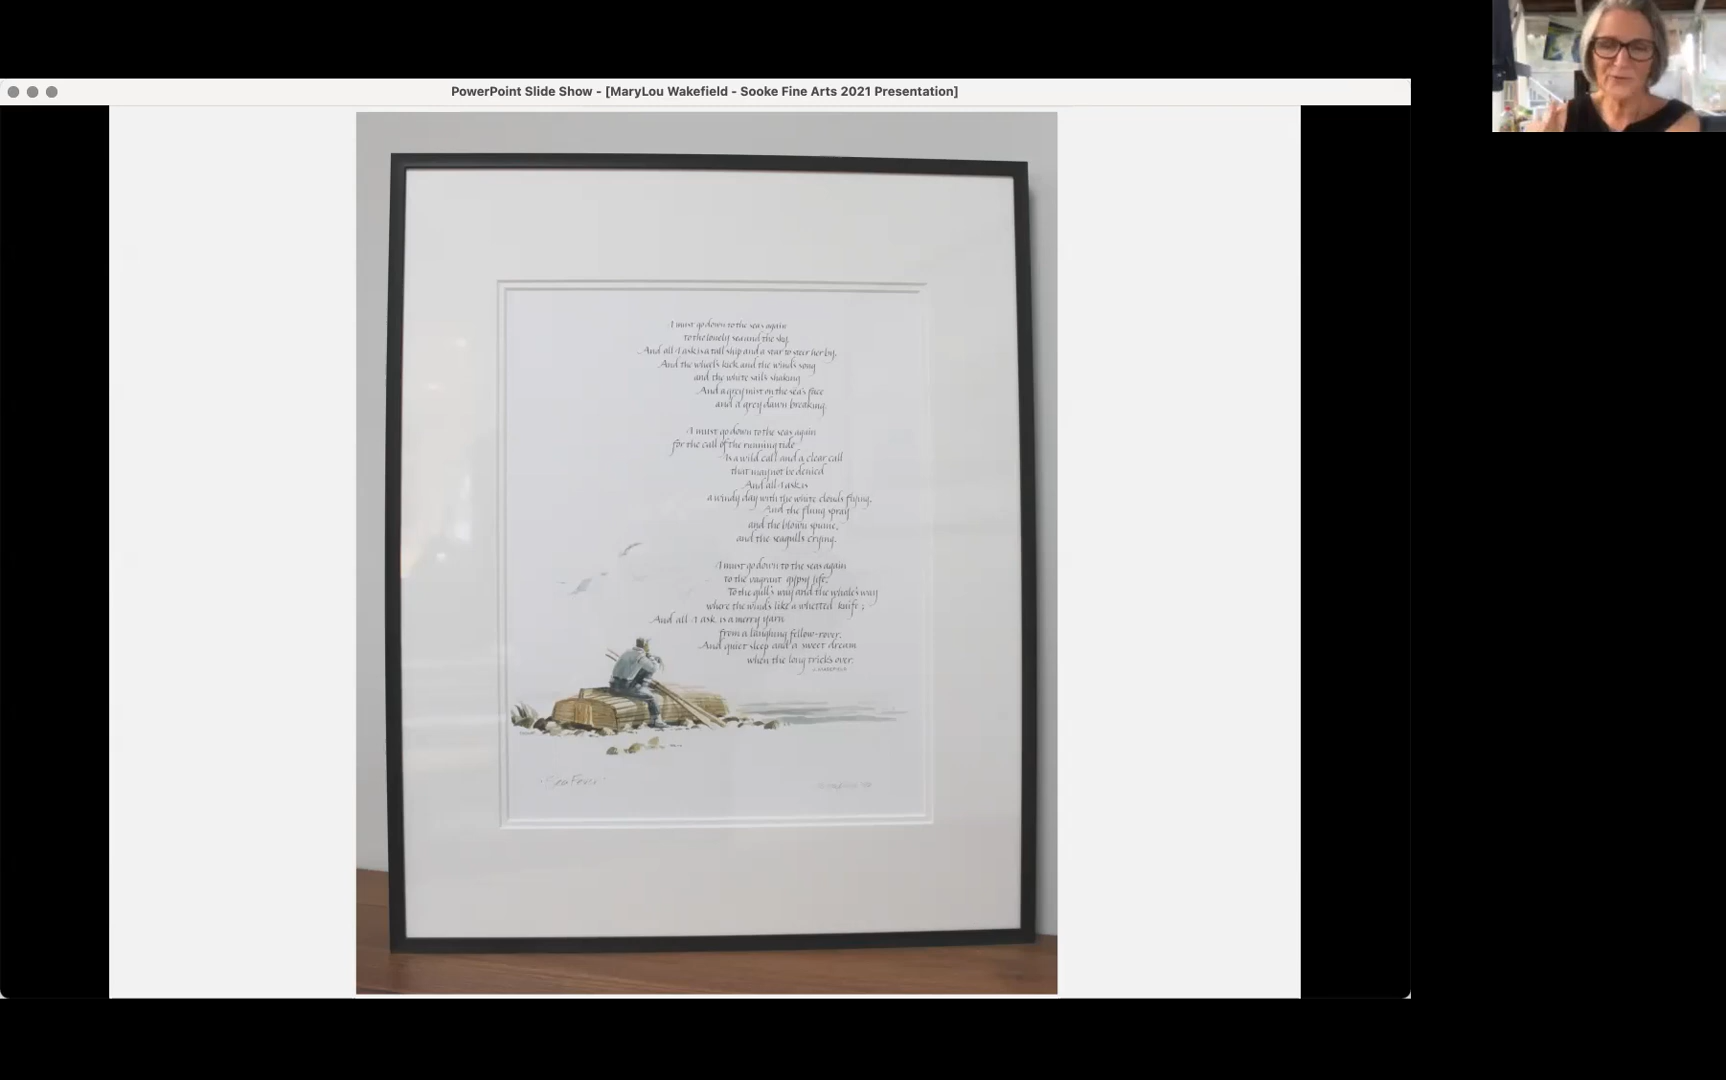 PowerPoint Slide Show - [MaryLou Wakefield - Sooke Fine Arts 2021 Presentation]
I must go down to the seas again
to the lovely sea and the sky,
And all I ask is a tall ship and a star to steer her by,
And the wheel's kick and the wind's song
and the white sail's shaking
And a grey mist on the sea's face
and a grey dawn breaking.
I must go down to the seas again
for the call of the running tide
Is a wild call and a clear call
that may not be denied
And all I ask is
a windy day with the white clouds flying,
And the flung spray
and the blown spume,
and the seagulls crying.
I must go down to the seas again
to the vagrant gypsy life,
To the gull's way and the whale's way
where the wind's like a whetted knife;
And all I ask is a merry yarn
from a laughing fellow-rover,
And quiet sleep and a sweet dream
when the long trick's over.
Sea Fever